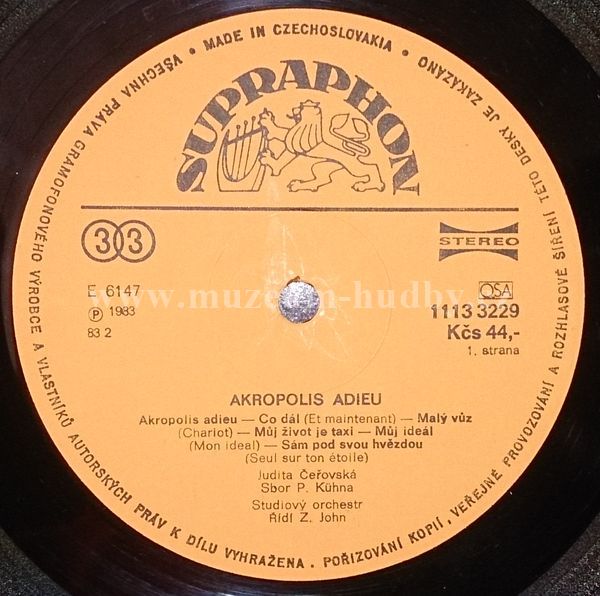 VŠECHNA PRÁVA GRAMOFONOVÉHO VÝROBCE A VLASTNÍKŮ AUTORSKÝCH PRÁV K DÍLU VYHRAŽENA. POŘIZOVÁNÍ KOPIÍ, VEŘEJNÉ PROVOZOVÁNÍ A ROZHLASOVÉ ŠÍŘENÍ TÉTO DESKY JE ZAKÁZÁNO
• MADE IN CZECHOSLOVAKIA •
SUPRAPHON
33
STEREO
E 6147
OSA
℗ 1983
1113 3229
83 2
Kčs 44,-
1. strana
AKROPOLIS ADIEU
Akropolis adieu — Co dál (Et maintenant) — Malý vůz
(Chariot) — Můj život je taxi — Můj ideál
(Mon ideal) — Sám pod svou hvězdou
(Seul sur ton étoile)
Judita Čeřovská
Sbor P. Kühna
Studiový orchestr
Řídí Z. John